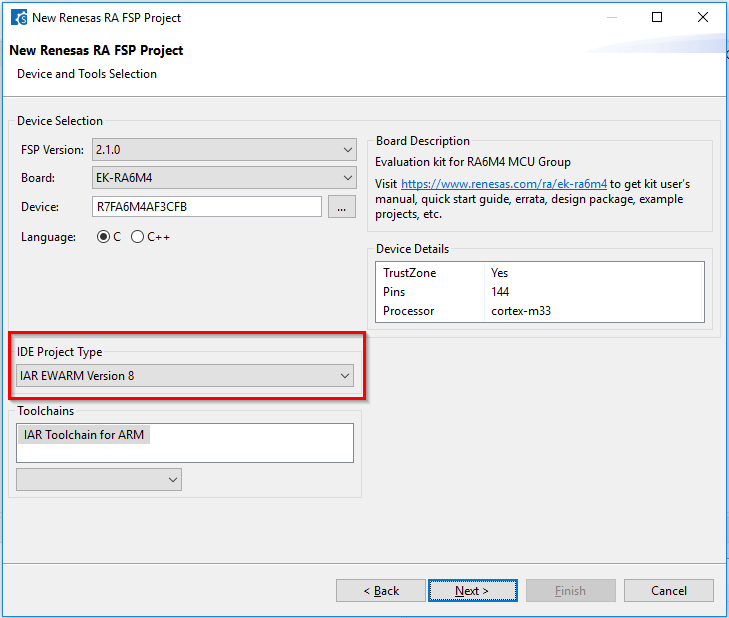 New Renesas RA FSP Project
New Renesas RA FSP Project
Device and Tools Selection
Device Selection
FSP Version:
2.1.0
Board:
EK-RA6M4
Device:
R7FA6M4AF3CFB
...
Language:
C
C++
Board Description
Evaluation kit for RA6M4 MCU Group
Visit https://www.renesas.com/ra/ek-ra6m4 to get kit user's
manual, quick start guide, errata, design package, example
projects, etc.
Device Details
TrustZone Yes
Pins 144
Processor cortex-m33
IDE Project Type
IAR EWARM Version 8
Toolchains
IAR Toolchain for ARM
< Back
Next >
Finish
Cancel